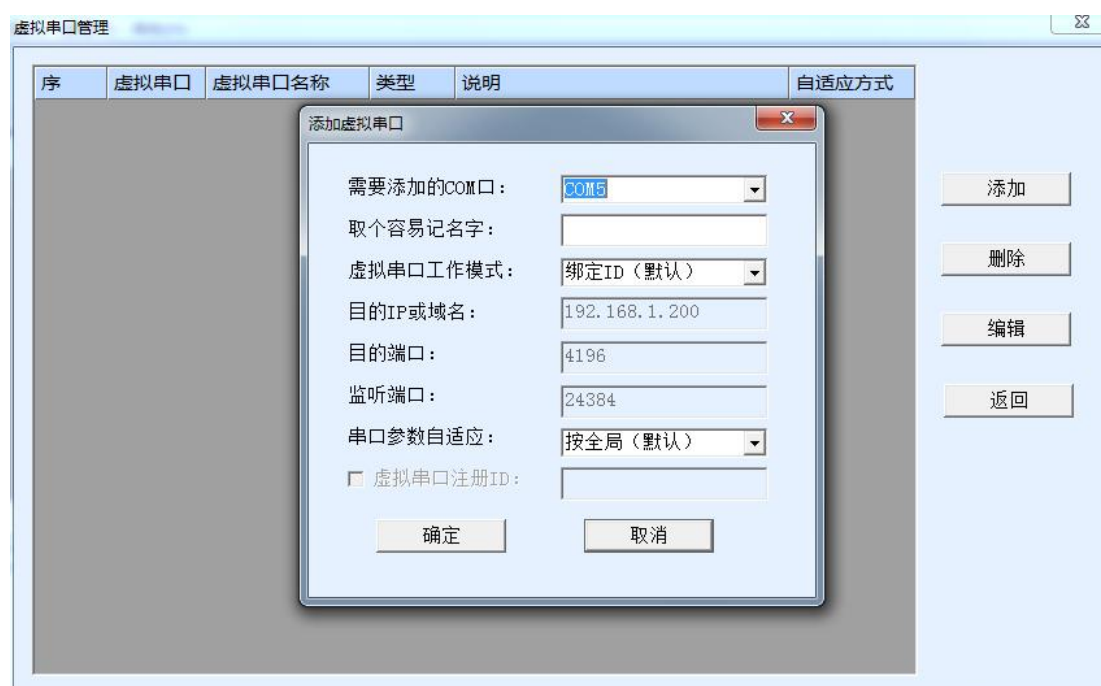 虚拟串口管理
序 虚拟串口 虚拟串口名称 类型 说明 自适应方式
添加虚拟串口
需要添加的COM口： COM5
取个容易记名字：
虚拟串口工作模式： 绑定ID（默认）
目的IP或域名： 192.168.1.200
目的端口： 4196
监听端口： 24384
串口参数自适应： 按全局（默认）
虚拟串口注册ID：
确定 取消
添加
删除
编辑
返回